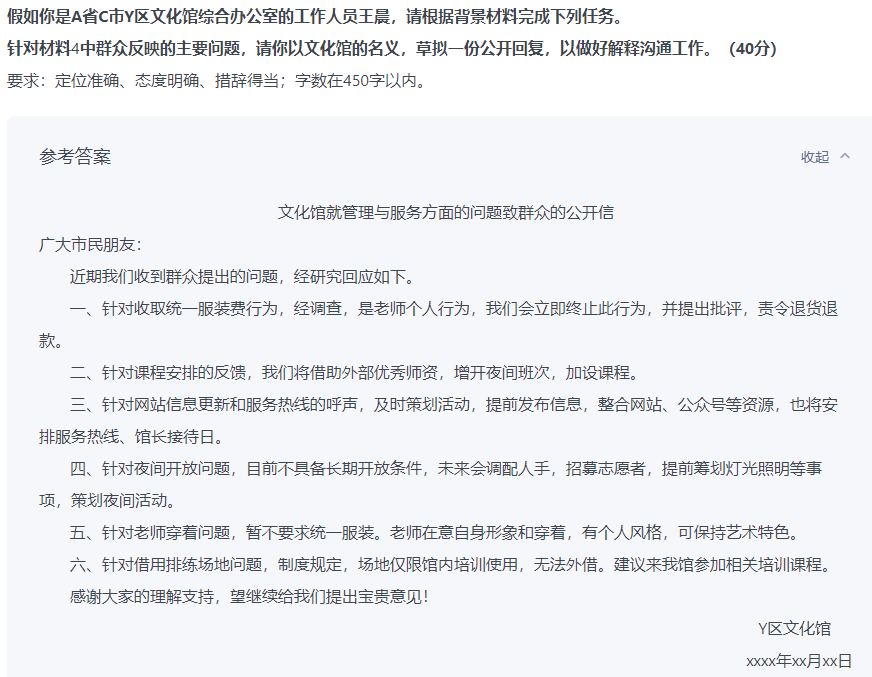 假如你是A省C市Y区文化馆综合办公室的工作人员王晨，请根据背景材料完成下列任务。
针对材料4中群众反映的主要问题，请你以文化馆的名义，草拟一份公开回复，以做好解释沟通工作。（40分）
要求：定位准确、态度明确、措辞得当；字数在450字以内。
参考答案
收起
文化馆就管理与服务方面的问题致群众的公开信
广大市民朋友：
近期我们收到群众提出的问题，经研究回应如下。
一、针对收取统一服装费行为，经调查，是老师个人行为，我们会立即终止此行为，并提出批评，责令退货退
款。
二、针对课程安排的反馈，我们将借助外部优秀师资，增开夜间班次，加设课程。
三、针对网站信息更新和服务热线的呼声，及时策划活动，提前发布信息，整合网站、公众号等资源，也将安
排服务热线、馆长接待日。
四、针对夜间开放问题，目前不具备长期开放条件，未来会调配人手，招募志愿者，提前筹划灯光照明等事
项，策划夜间活动。
五、针对老师穿着问题，暂不要求统一服装。老师在意自身形象和穿着，有个人风格，可保持艺术特色。
六、针对借用排练场地问题，制度规定，场地仅限馆内培训使用，无法外借。建议来我馆参加相关培训课程。
感谢大家的理解支持，望继续给我们提出宝贵意见！
Y区文化馆
xxxx年xx月xx日